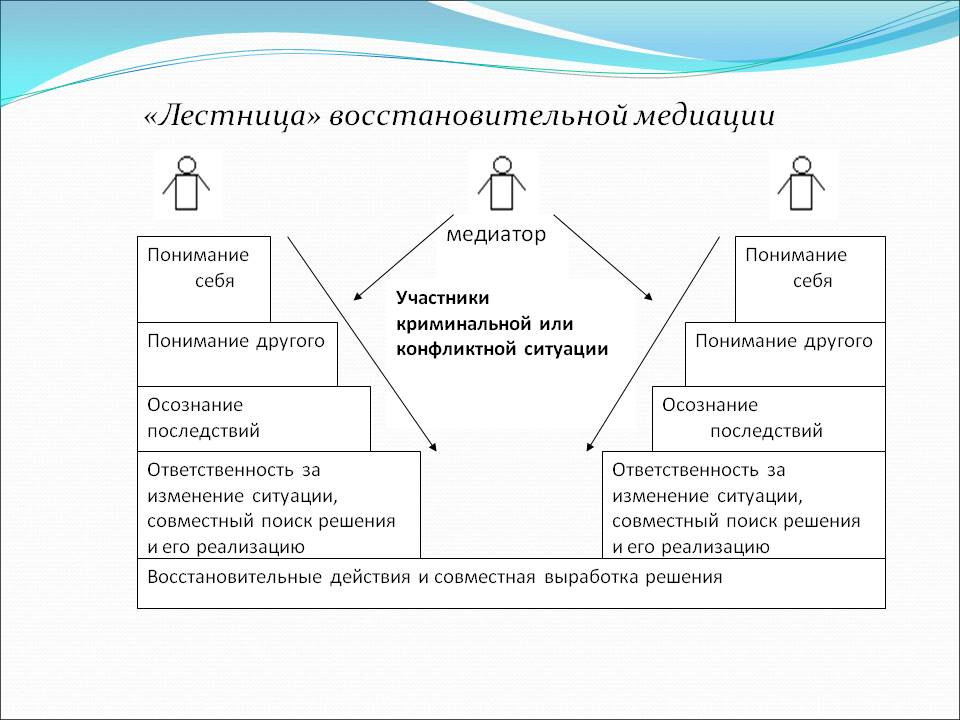 «Лестница» восстановительной медиации
медиатор
Понимание
себя
Понимание другого
Осознание
последствий
Ответственность за
изменение ситуации,
совместный поиск решения
и его реализацию
Участники
криминальной или
конфликтной ситуации
Понимание
себя
Понимание другого
Осознание
последствий
Ответственность за
изменение ситуации,
совместный поиск решения
и его реализацию
Восстановительные действия и совместная выработка решения